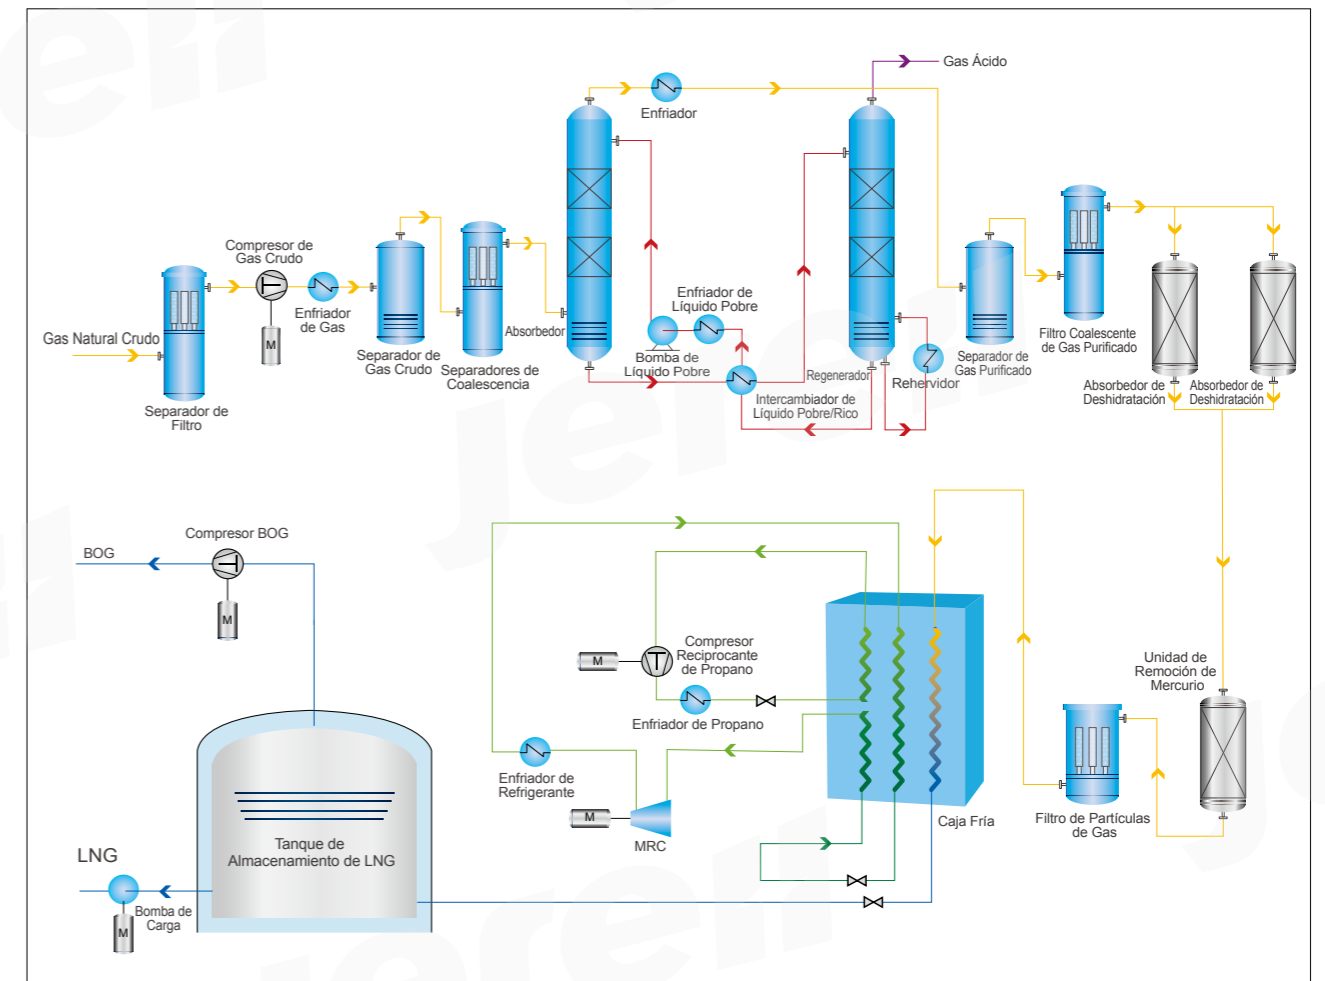 Gas Ácido
Enfriador
Compresor de
Gas Crudo
M
Enfriador
de Gas
Gas Natural Crudo
Separador de
Filtro
Separador de
Gas Crudo
Separadores de
Coalescencia
Absorbedor
Enfriador de
Líquido Pobre
Bomba de
Líquido Pobre
Intercambiador de
Líquido Pobre/Rico
Regenerador
Rehervidor
Separador de
Gas Purificado
Filtro Coalescente
de Gas Purificado
Absorbedor de
Deshidratación
Absorbedor de
Deshidratación
Compresor BOG
BOG
M
Compresor
Reciprocante
de Propano
M
Enfriador de Propano
Enfriador de
Refrigerante
M
MRC
Caja Fría
Unidad de
Remoción de
Mercurio
Filtro de Partículas
de Gas
Tanque de
Almacenamiento de LNG
LNG
Bomba de
Carga
M
jereh
jereh